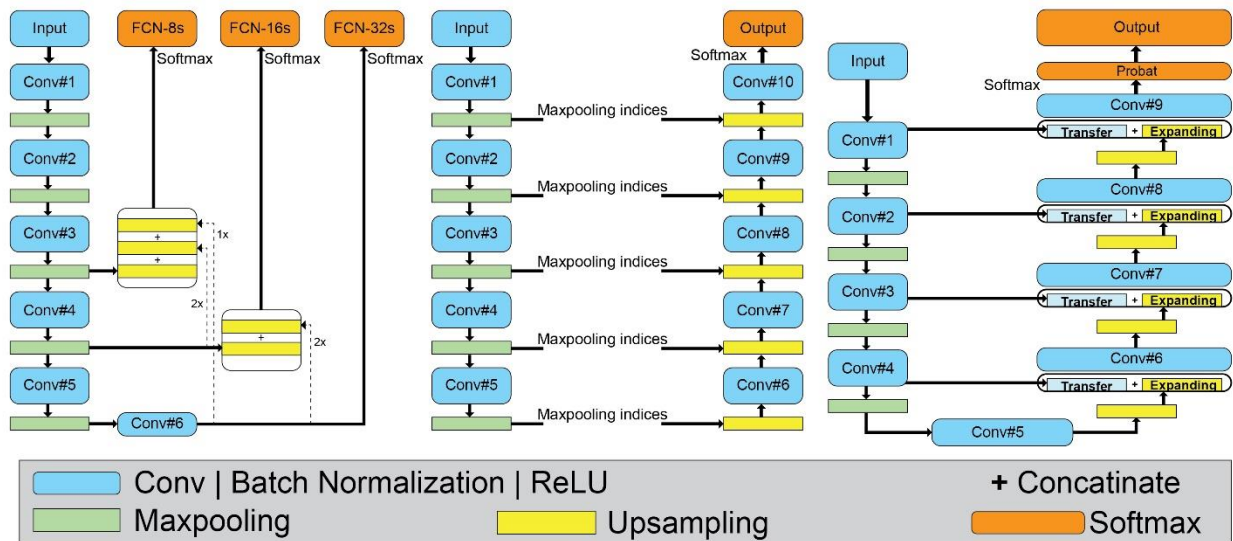 Input
FCN-8s
FCN-16s
FCN-32s
Softmax
Softmax
Softmax
Conv#1
Conv#2
Conv#3
+
+
1x
Conv#4
2x
+
2x
Conv#5
Conv#6
Input
Output
Softmax
Conv#1
Conv#10
Maxpooling indices
Conv#2
Conv#9
Maxpooling indices
Conv#3
Conv#8
Maxpooling indices
Conv#4
Conv#7
Maxpooling indices
Conv#5
Conv#6
Maxpooling indices
Output
Input
Probat
Softmax
Conv#9
Conv#1
Transfer + Expanding
Conv#8
Conv#2
Transfer + Expanding
Conv#7
Conv#3
Transfer + Expanding
Conv#6
Conv#4
Transfer + Expanding
Conv#5
Conv | Batch Normalization | ReLU
+ Concatinate
Maxpooling
Upsampling
Softmax